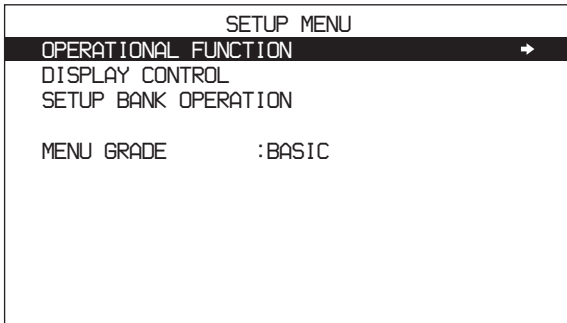 SETUP MENU
OPERATIONAL FUNCTION
DISPLAY CONTROL
SETUP BANK OPERATION
MENU GRADE :BASIC